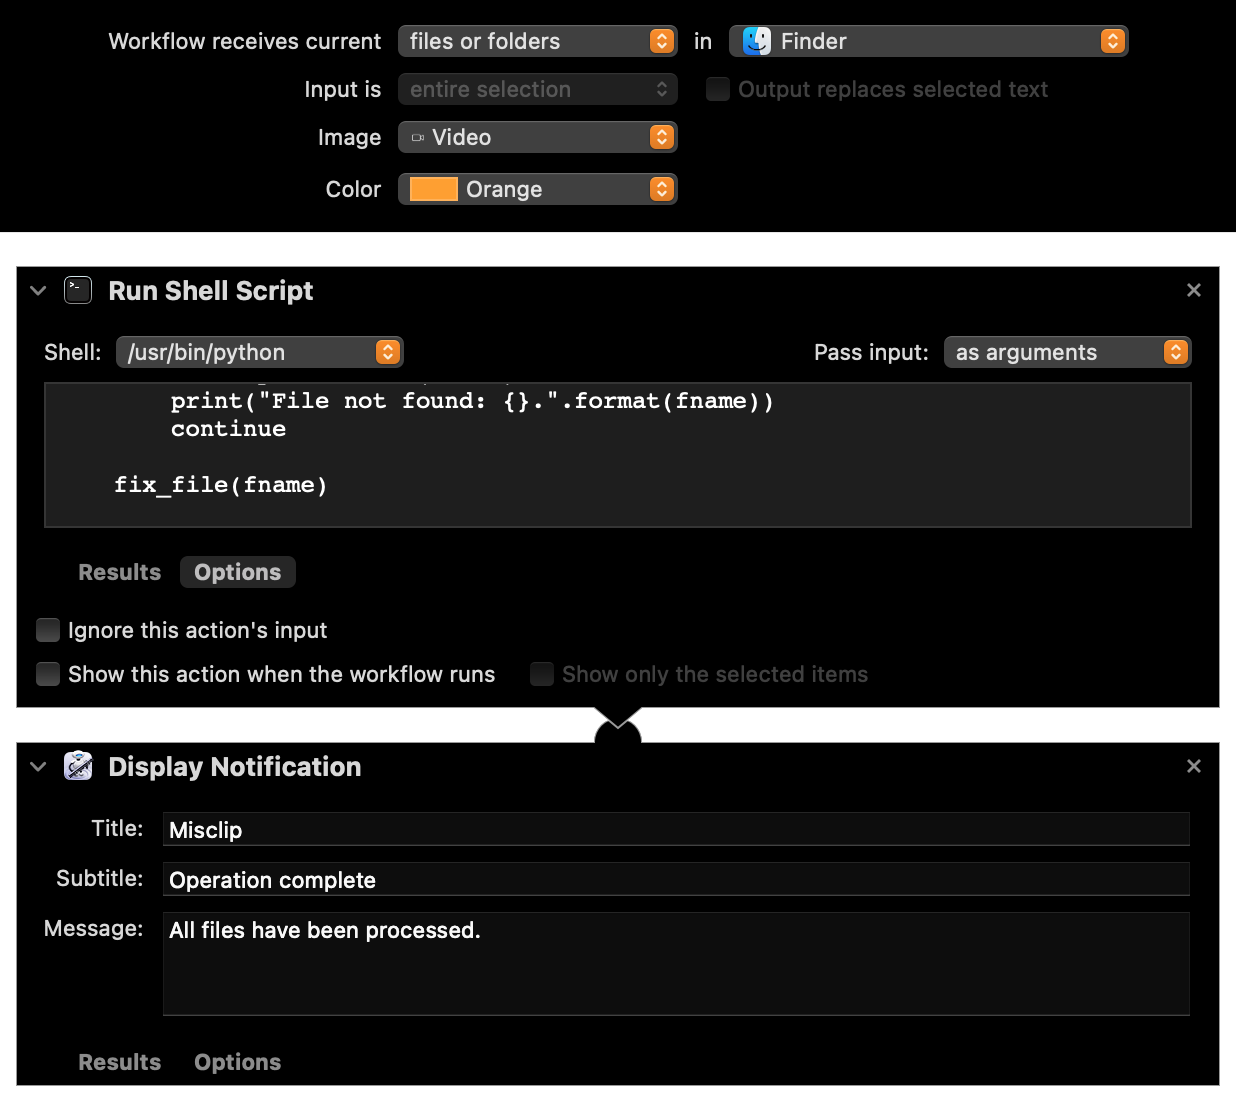 Workflow receives current files or folders in Finder
Input is entire selection Output replaces selected text
Image Video
Color Orange
Run Shell Script
Shell: /usr/bin/python Pass input: as arguments
print("File not found: {}.".format(fname))
continue
fix_file(fname)
Results Options
Ignore this action's input
Show this action when the workflow runs Show only the selected items
Display Notification
Title: Misclip
Subtitle: Operation complete
Message: All files have been processed.
Results Options